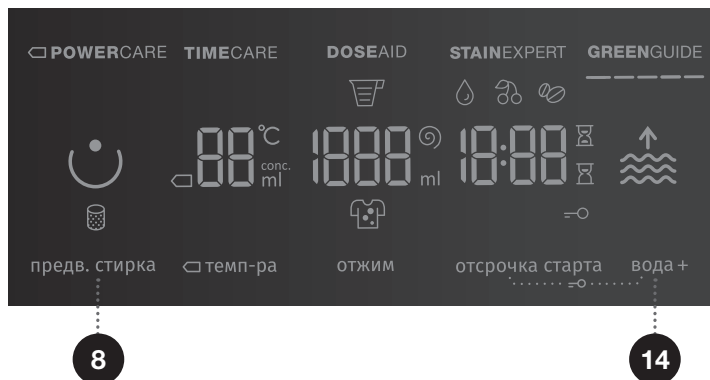 POWERCARE TIMECARE DOSEAID STAINEXPERT GREENGUIDE
88 °C conc. ml 1888 ml 18:88
предв. стирка темп-ра отжим отсрочка старта вода +
8 14